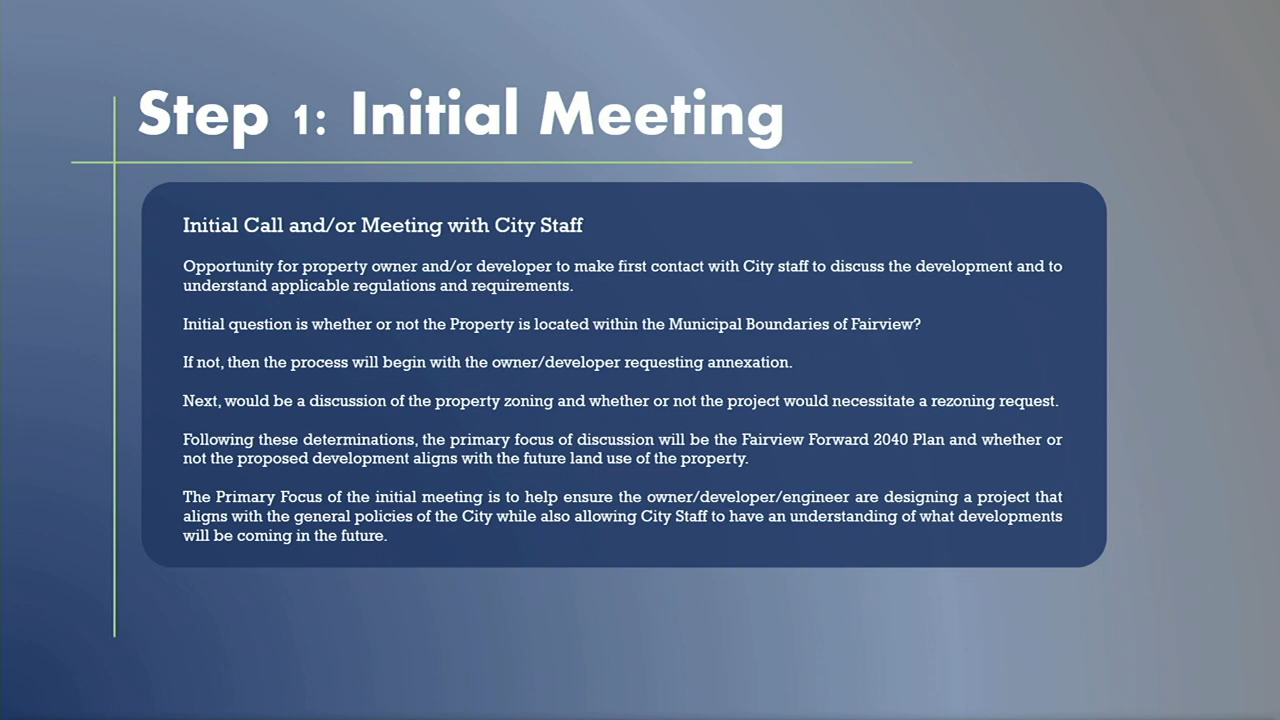 Step 1: Initial Meeting
Initial Call and/or Meeting with City Staff
Opportunity for property owner and/or developer to make first contact with City staff to discuss the development and to
understand applicable regulations and requirements.
Initial question is whether or not the Property is located within the Municipal Boundaries of Fairview?
If not, then the process will begin with the owner/developer requesting annexation.
Next, would be a discussion of the property zoning and whether or not the project would necessitate a rezoning request.
Following these determinations, the primary focus of discussion will be the Fairview Forward 2040 Plan and whether or
not the proposed development aligns with the future land use of the property.
The Primary Focus of the initial meeting is to help ensure the owner/developer/engineer are designing a project that
aligns with the general policies of the City while also allowing City Staff to have an understanding of what developments
will be coming in the future.